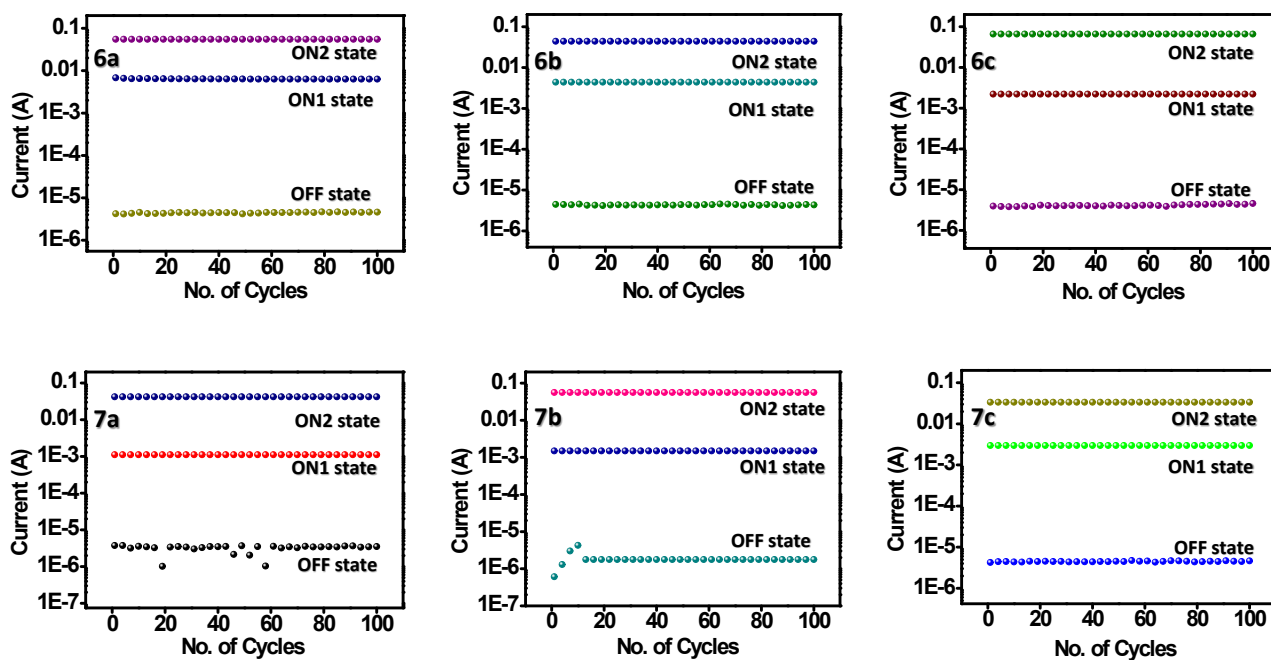 6a
Current (A)
0.1
0.01
1E-3
1E-4
1E-5
1E-6
ON2 state
ON1 state
OFF state
0 20 40 60 80 100
No. of Cycles
6b
Current (A)
0.1
0.01
1E-3
1E-4
1E-5
1E-6
ON2 state
ON1 state
OFF state
0 20 40 60 80 100
No. of Cycles
6c
Current (A)
0.1
0.01
1E-3
1E-4
1E-5
1E-6
ON2 state
ON1 state
OFF state
0 20 40 60 80 100
No. of Cycles
7a
Current (A)
0.1
0.01
1E-3
1E-4
1E-5
1E-6
1E-7
ON2 state
ON1 state
OFF state
0 20 40 60 80 100
No. of Cycles
7b
Current (A)
0.1
0.01
1E-3
1E-4
1E-5
1E-6
1E-7
ON2 state
ON1 state
OFF state
0 20 40 60 80 100
No. of Cycles
7c
Current (A)
0.1
0.01
1E-3
1E-4
1E-5
1E-6
ON2 state
ON1 state
OFF state
0 20 40 60 80 100
No. of Cycles